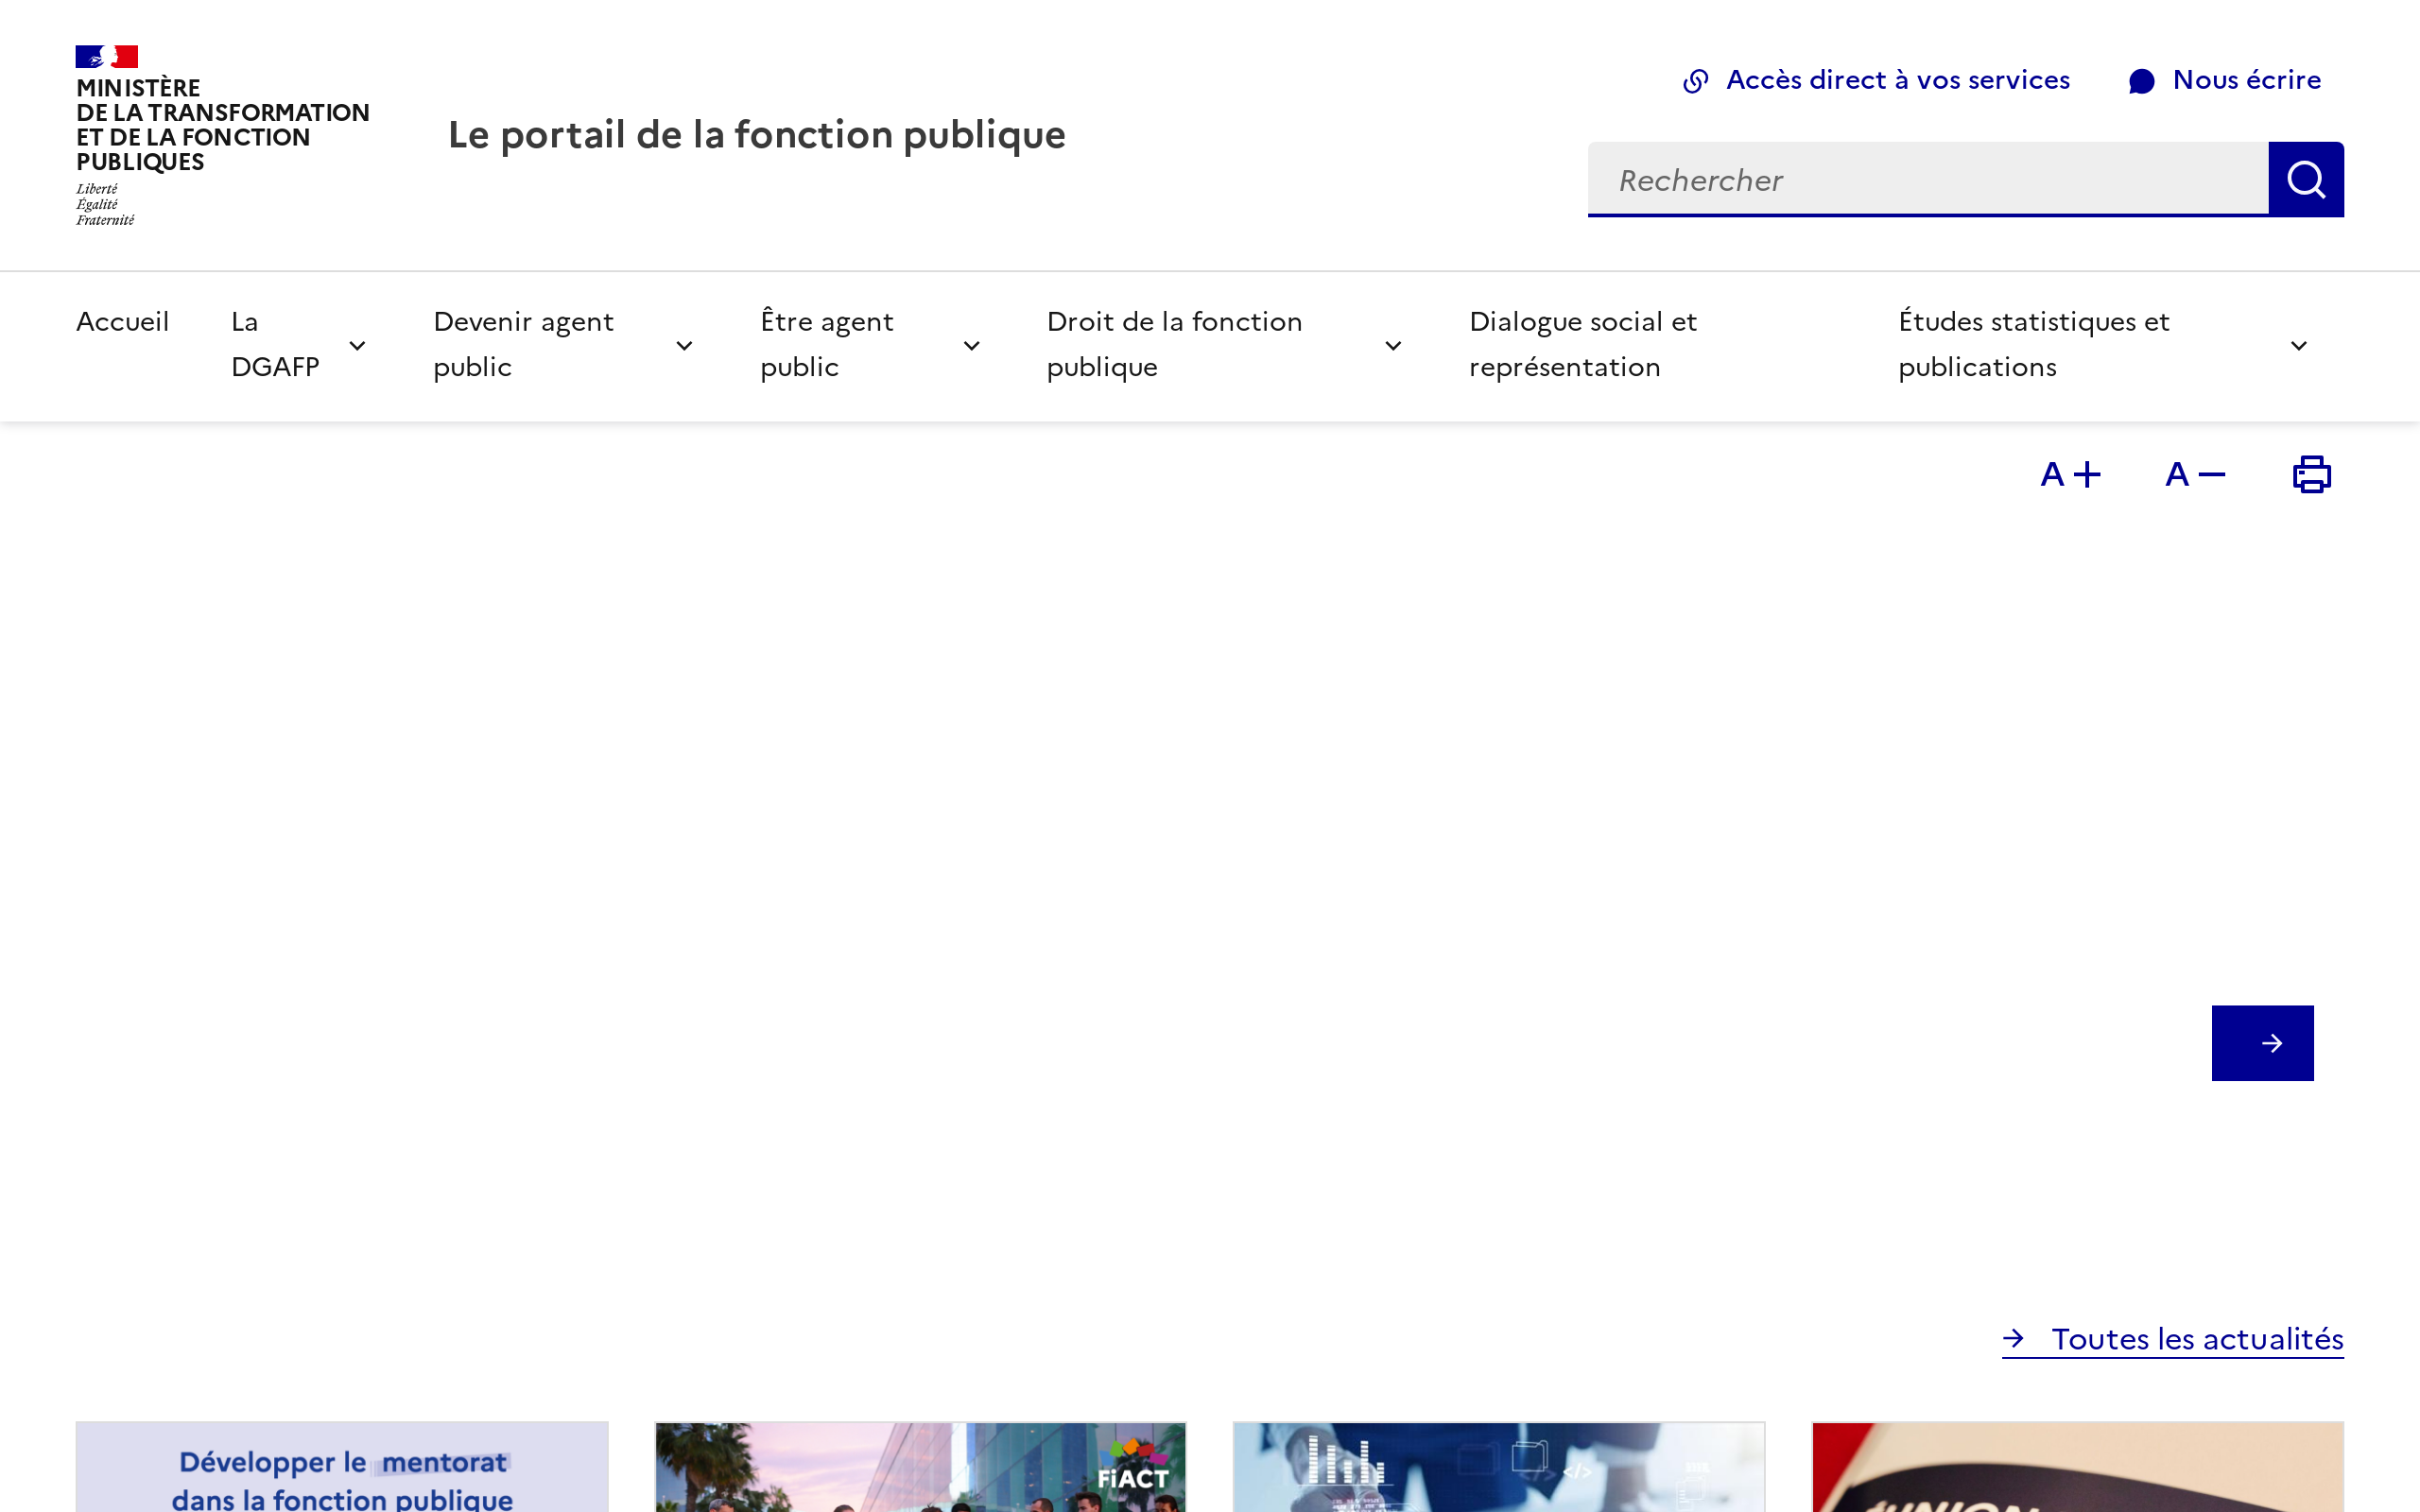 MINISTÈRE
DE LA TRANSFORMATION
ET DE LA FONCTION
PUBLIQUES
Liberté
Égalité
Fraternité
Le portail de la fonction publique
Accès direct à vos services
Nous écrire
Rechercher
Accueil
La
DGAFP
Devenir agent
public
Être agent
public
Droit de la fonction
publique
Dialogue social et
représentation
Études statistiques et
publications
A+
A−
Toutes les actualités
Développer le mentorat
dans la fonction publique
FiACT
</>
UNION